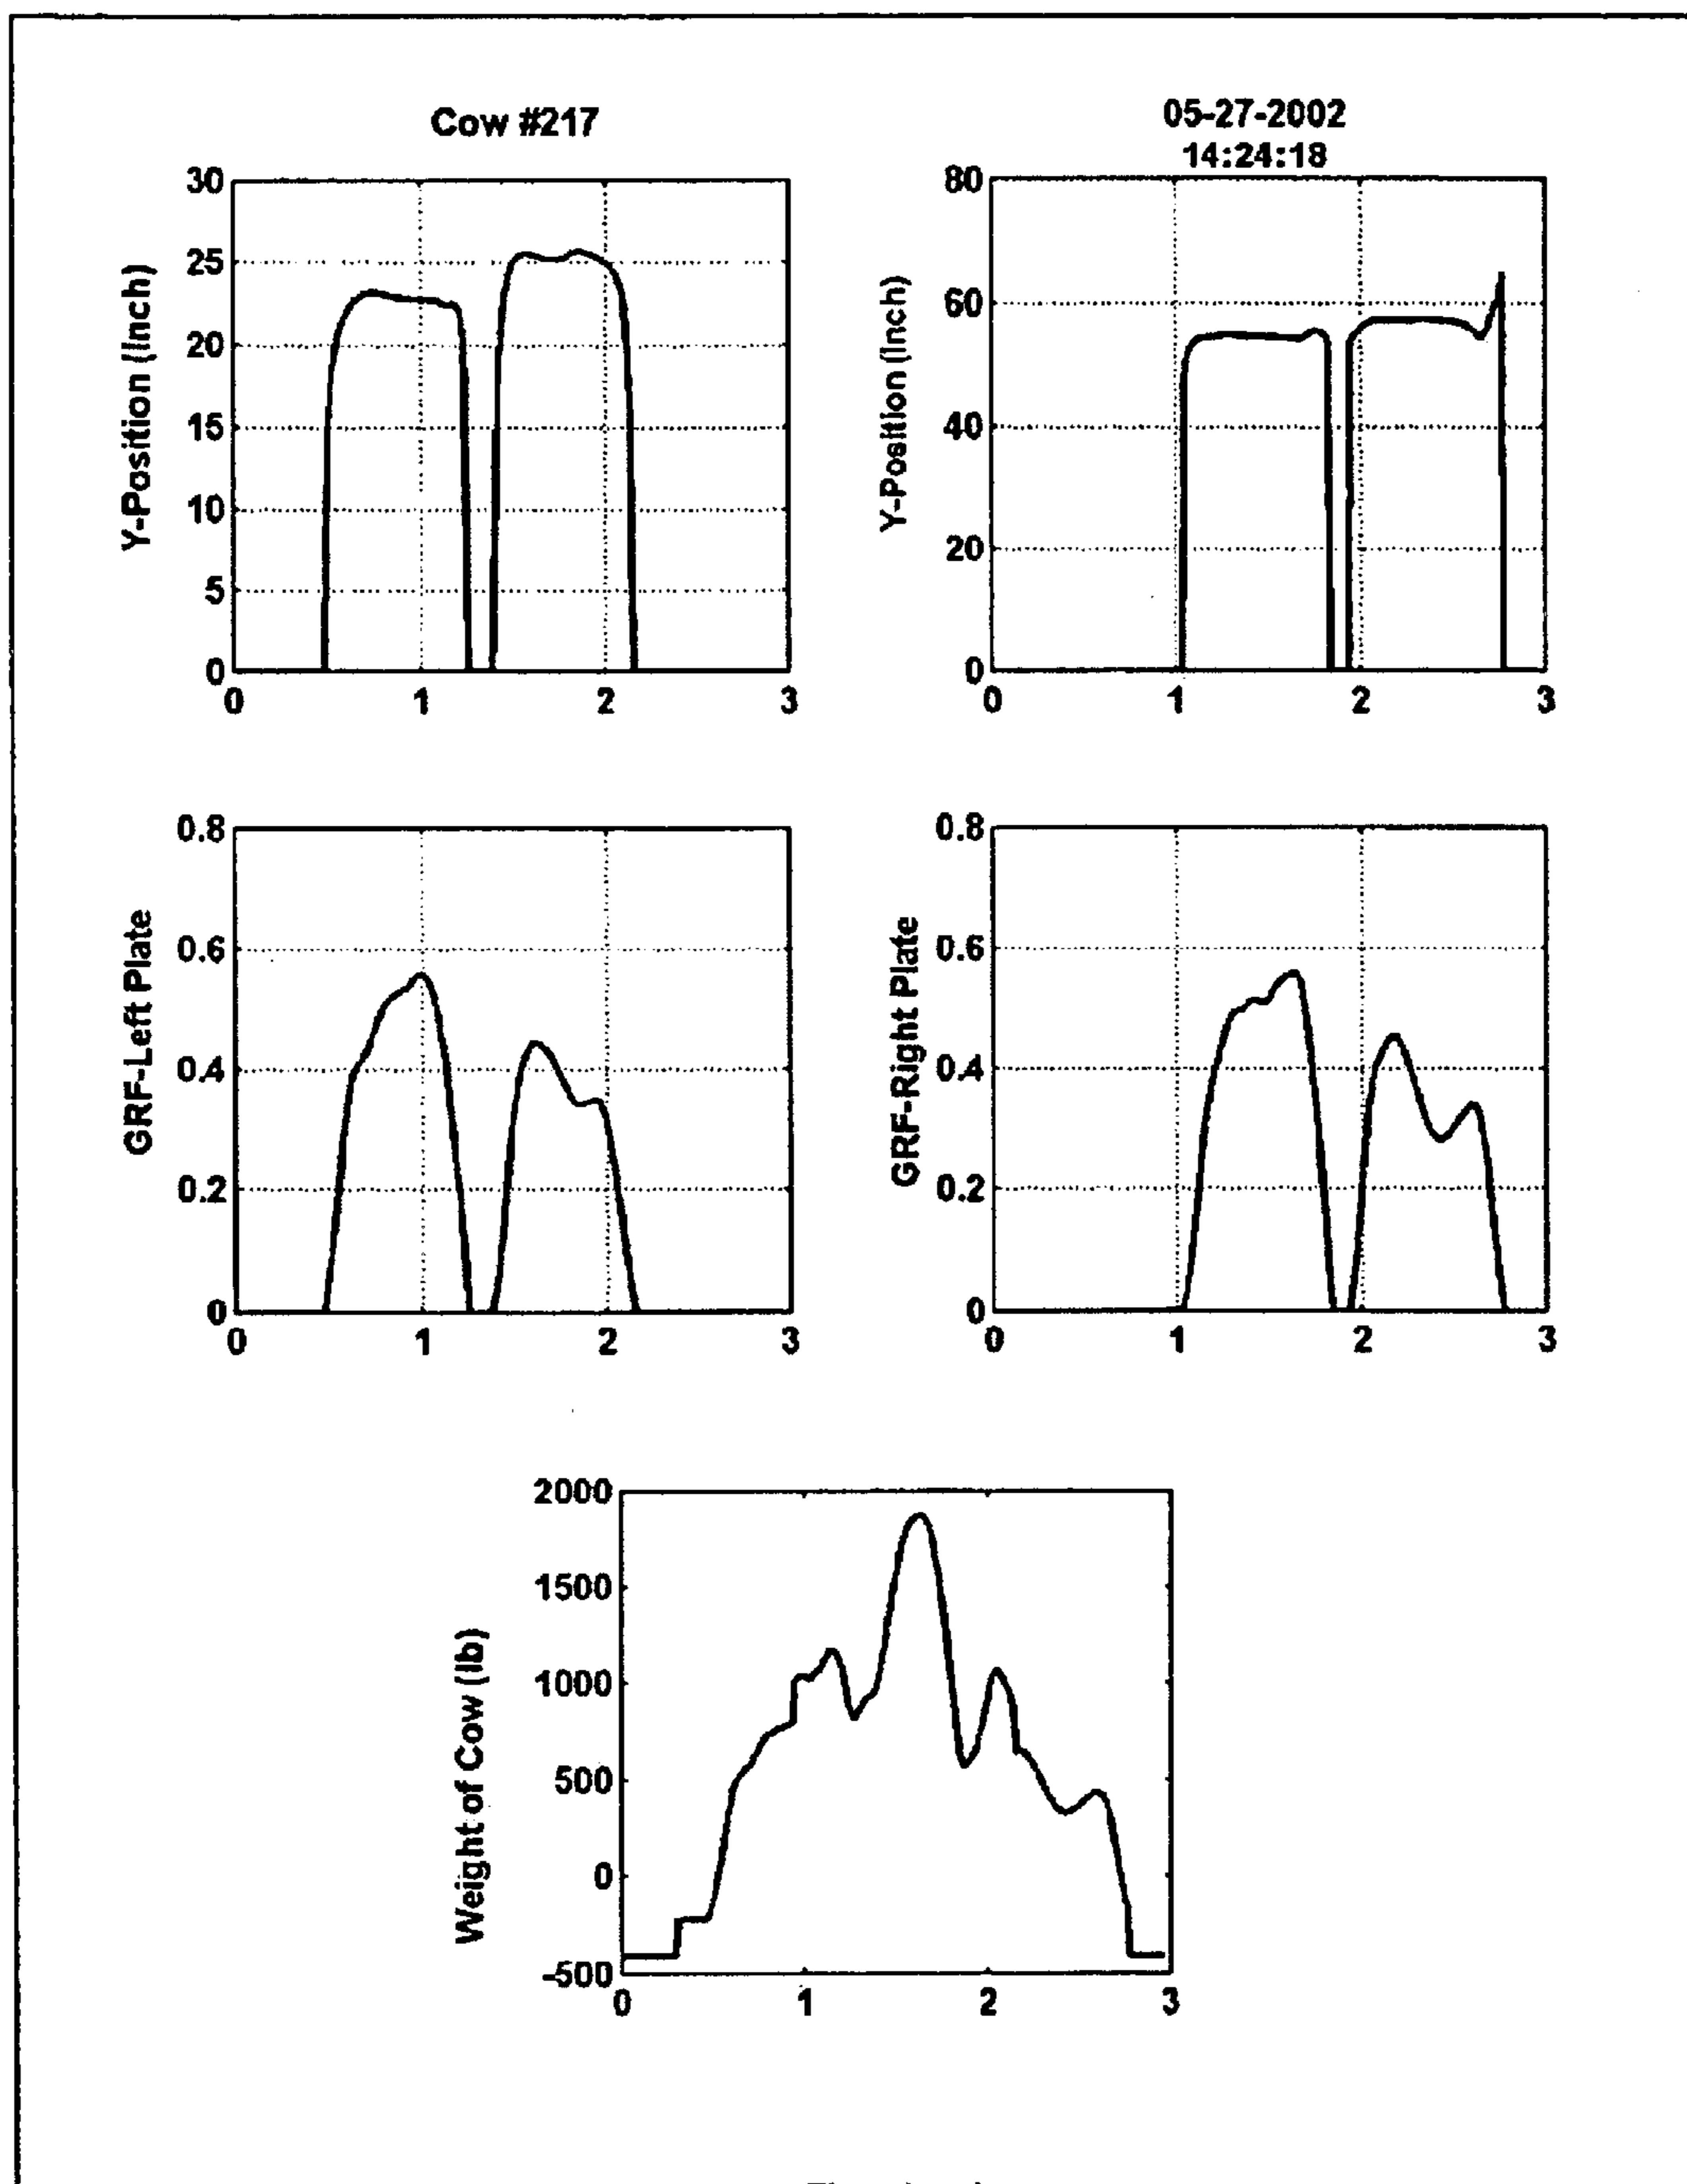 Cow #217
05-27-2002
14:24:18
Y-Position (Inch)
30
25
20
15
10
5
0
0 1 2 3
Y-Position (Inch)
80
60
40
20
0
0 1 2 3
GRF-Left Plate
0.8
0.6
0.4
0.2
0
0 1 2 3
GRF-Right Plate
0.8
0.6
0.4
0.2
0
0 1 2 3
Weight of Cow (lb)
2000
1500
1000
500
0
-500
0 1 2 3